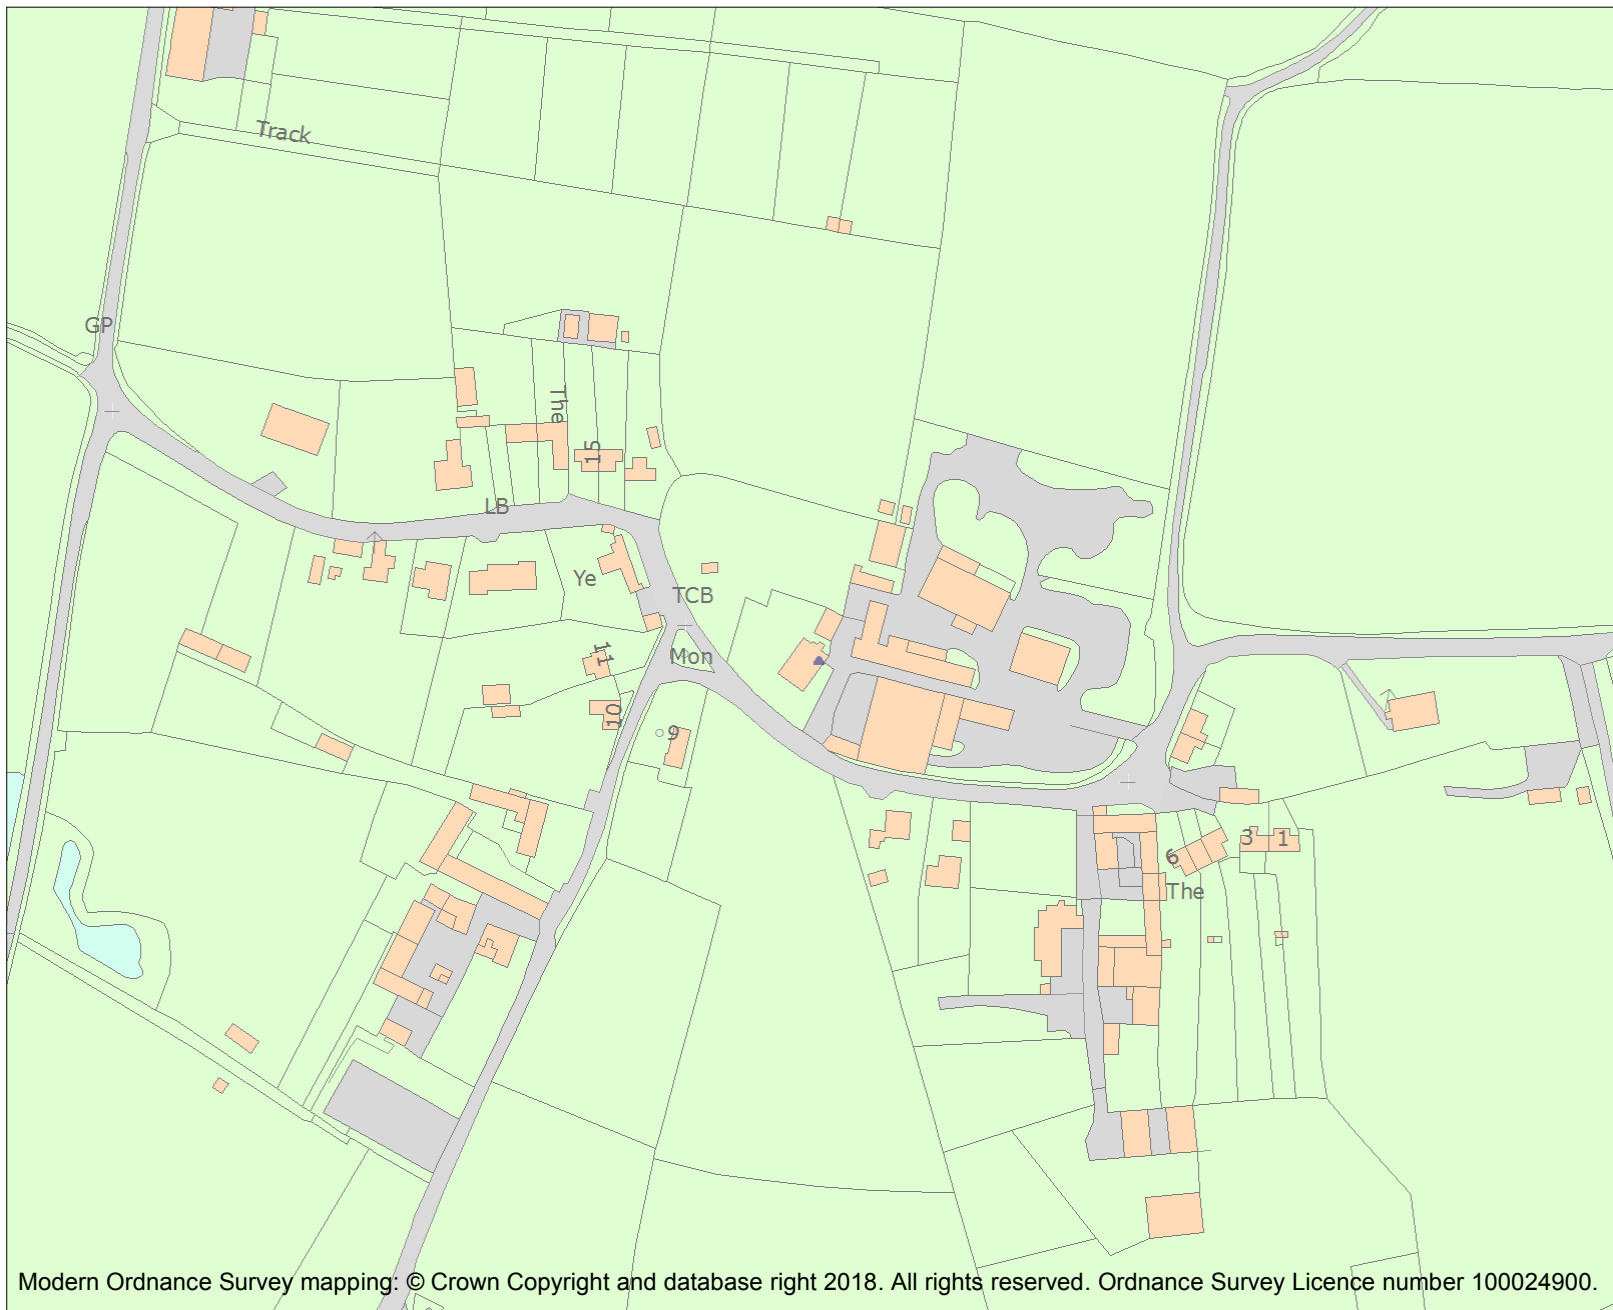 Track
GP
The
15
LB
Ye
TCB
11
Mon
10
9
3
1
6
The
Modern Ordnance Survey mapping: © Crown Copyright and database right 2018. All rights reserved. Ordnance Survey Licence number 100024900.